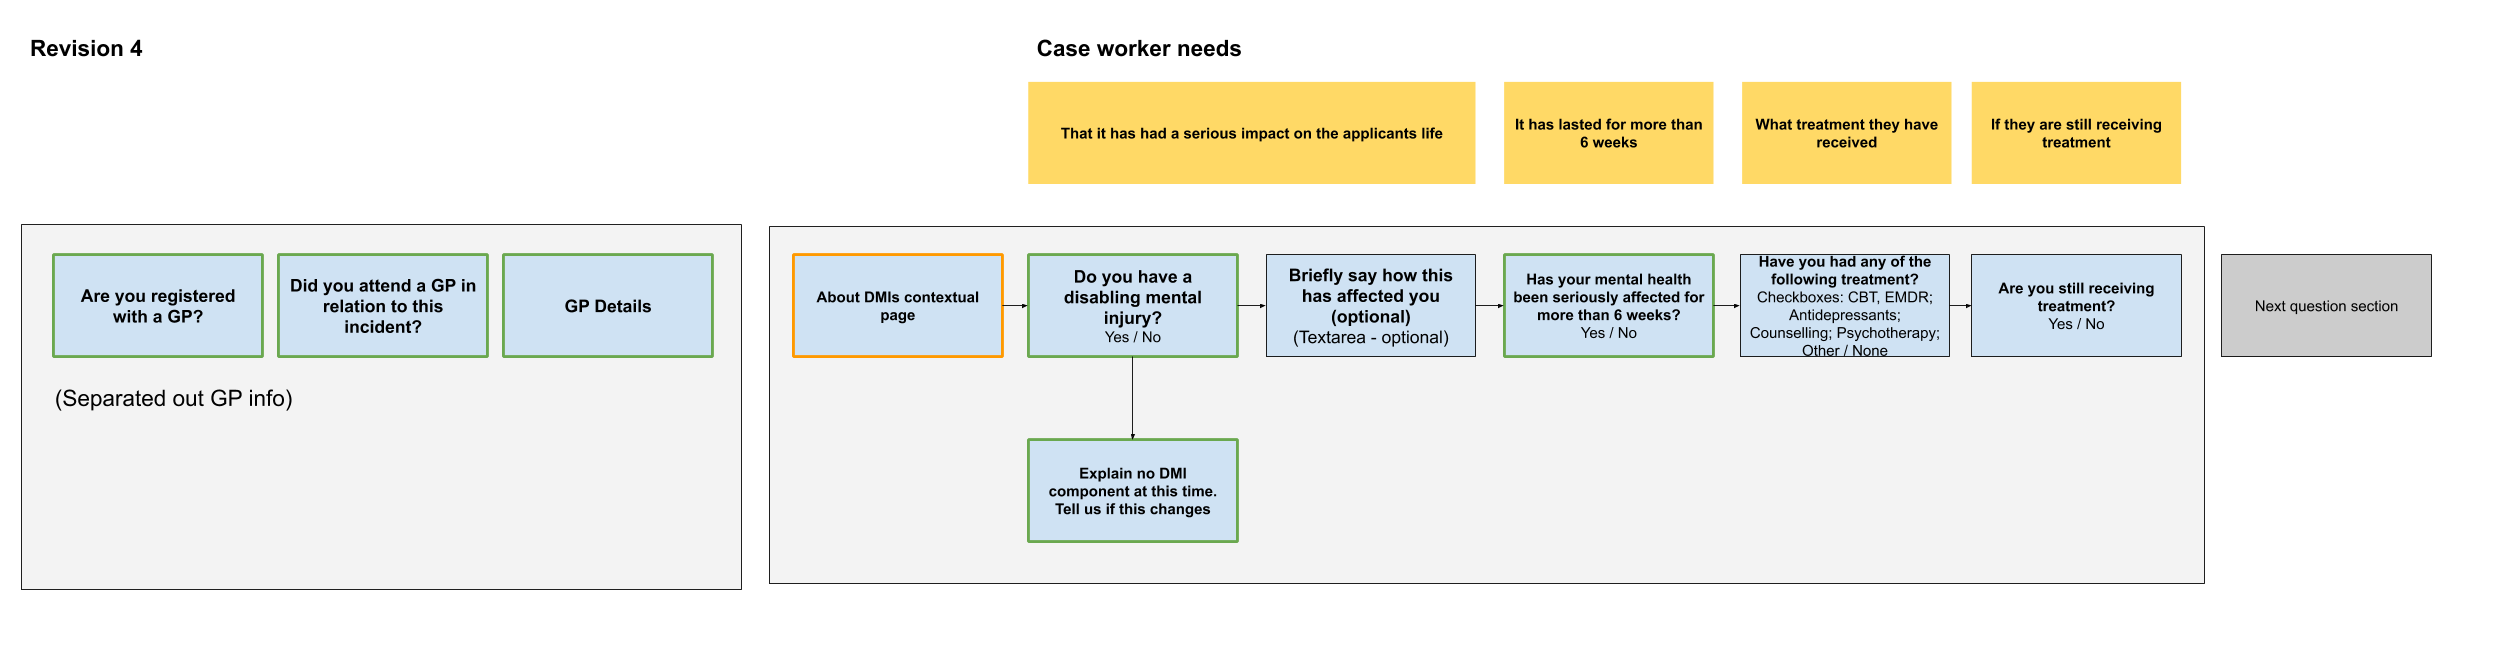 Revision 4
Case worker needs
That it has had a serious impact on the applicants life
It has lasted for more than
6 weeks
What treatment they have
received
If they are still receiving
treatment
Are you registered
with a GP?
Did you attend a GP in
relation to this
incident?
GP Details
(Separated out GP info)
About DMIs contextual
page
Do you have a
disabling mental
injury?
Yes / No
Briefly say how this
has affected you
(optional)
(Textarea - optional)
Has your mental health
been seriously affected for
more than 6 weeks?
Yes / No
Have you had any of the
following treatment?
Checkboxes: CBT, EMDR;
Antidepressants;
Counselling; Psychotherapy;
Other / None
Are you still receiving
treatment?
Yes / No
Next question section
Explain no DMI
component at this time.
Tell us if this changes